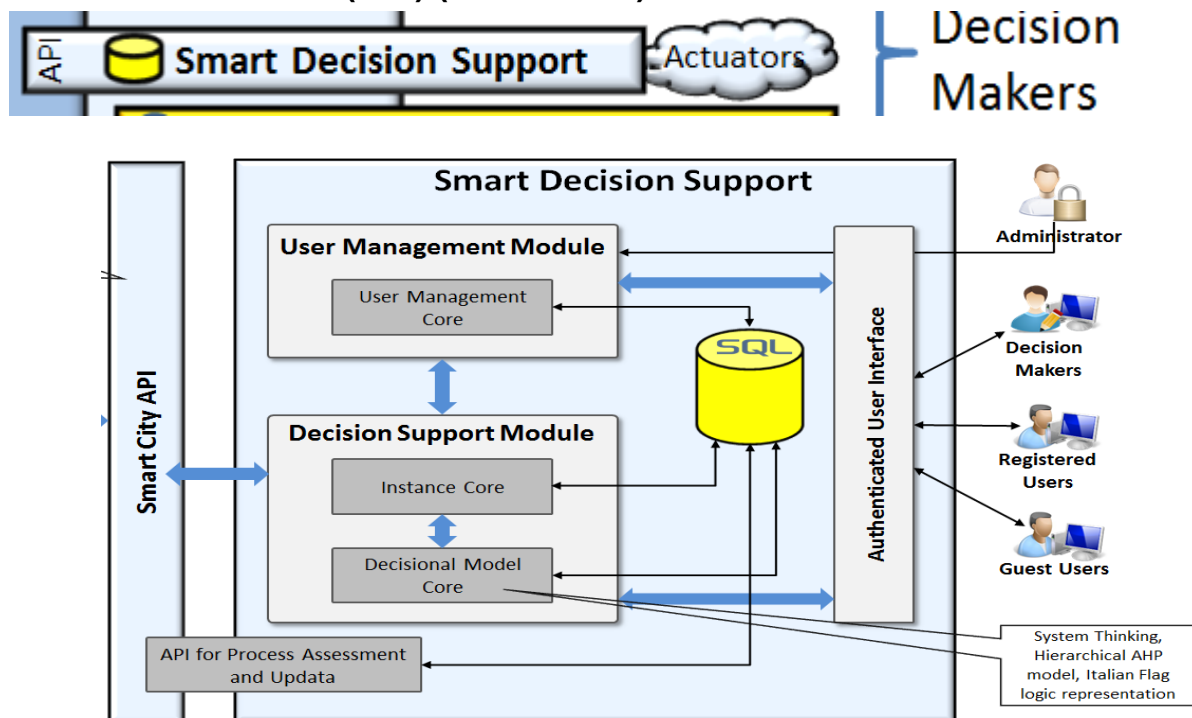 API
Smart Decision Support
Actuators
Decision
Makers
Smart Decision Support
Smart City API
User Management Module
User Management
Core
SQL
Decision Support Module
Instance Core
Decisional Model
Core
API for Process Assessment
and Updata
Authenticated User Interface
Administrator
Decision
Makers
Registered
Users
Guest Users
System Thinking,
Hierarchical AHP
model, Italian Flag
logic representation